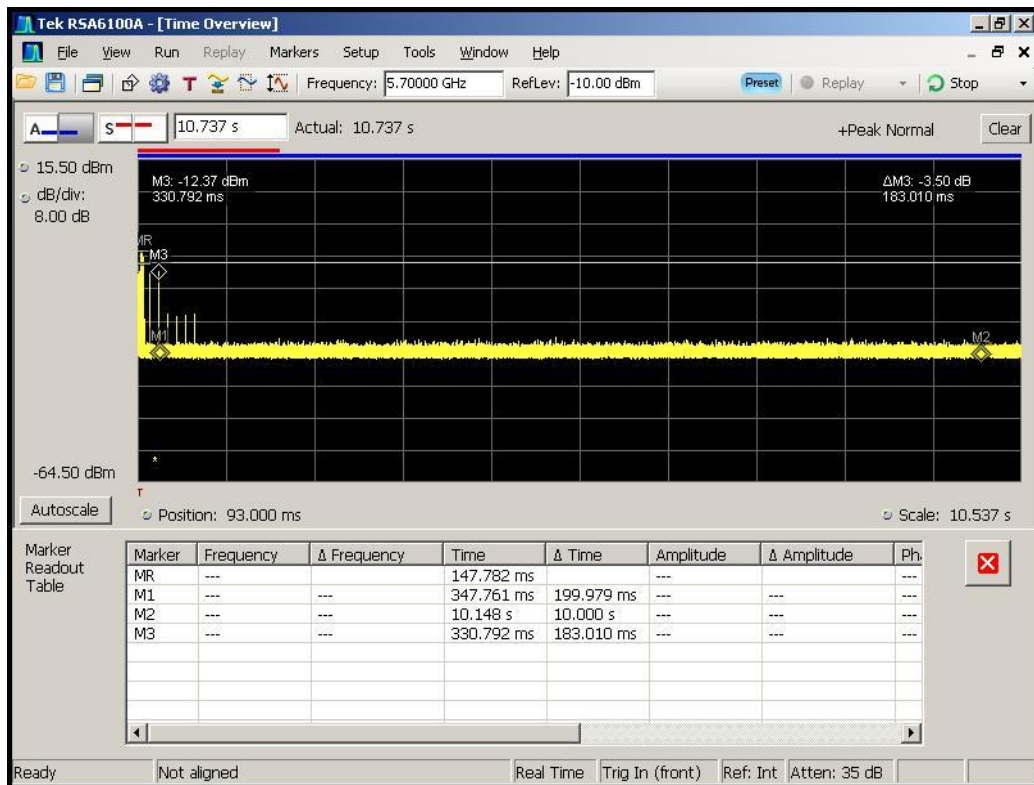 Tek RSA6100A - [Time Overview]
File View Run Replay Markers Setup Tools Window Help
T Frequency: 5.70000 GHz RefLev: -10.00 dBm Preset Replay Stop
A S 10.737 s Actual: 10.737 s +Peak Normal Clear
15.50 dBm
dB/div:
8.00 dB
M3: -12.37 dBm
330.792 ms
ΔM3: -3.50 dB
183.010 ms
MR
M3
M1
M2
*
-64.50 dBm
T
Autoscale Position: 93.000 ms Scale: 10.537 s
Marker
Readout
Table
Marker Frequency Δ Frequency Time Δ Time Amplitude Δ Amplitude Ph
MR --- 147.782 ms --- ---
M1 --- --- 347.761 ms 199.979 ms --- --- ---
M2 --- --- 10.148 s 10.000 s --- --- ---
M3 --- --- 330.792 ms 183.010 ms --- --- ---
Ready Not aligned Real Time Trig In (front) Ref: Int Atten: 35 dB